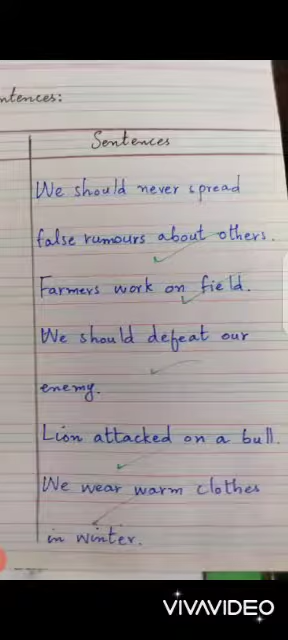 ntences:
Sentences
We should never spread
false rumours about others.
Farmers work on field.
We should defeat our
enemy.
Lion attacked on a bull.
We wear warm clothes
in winter.
VIVAVIDEO